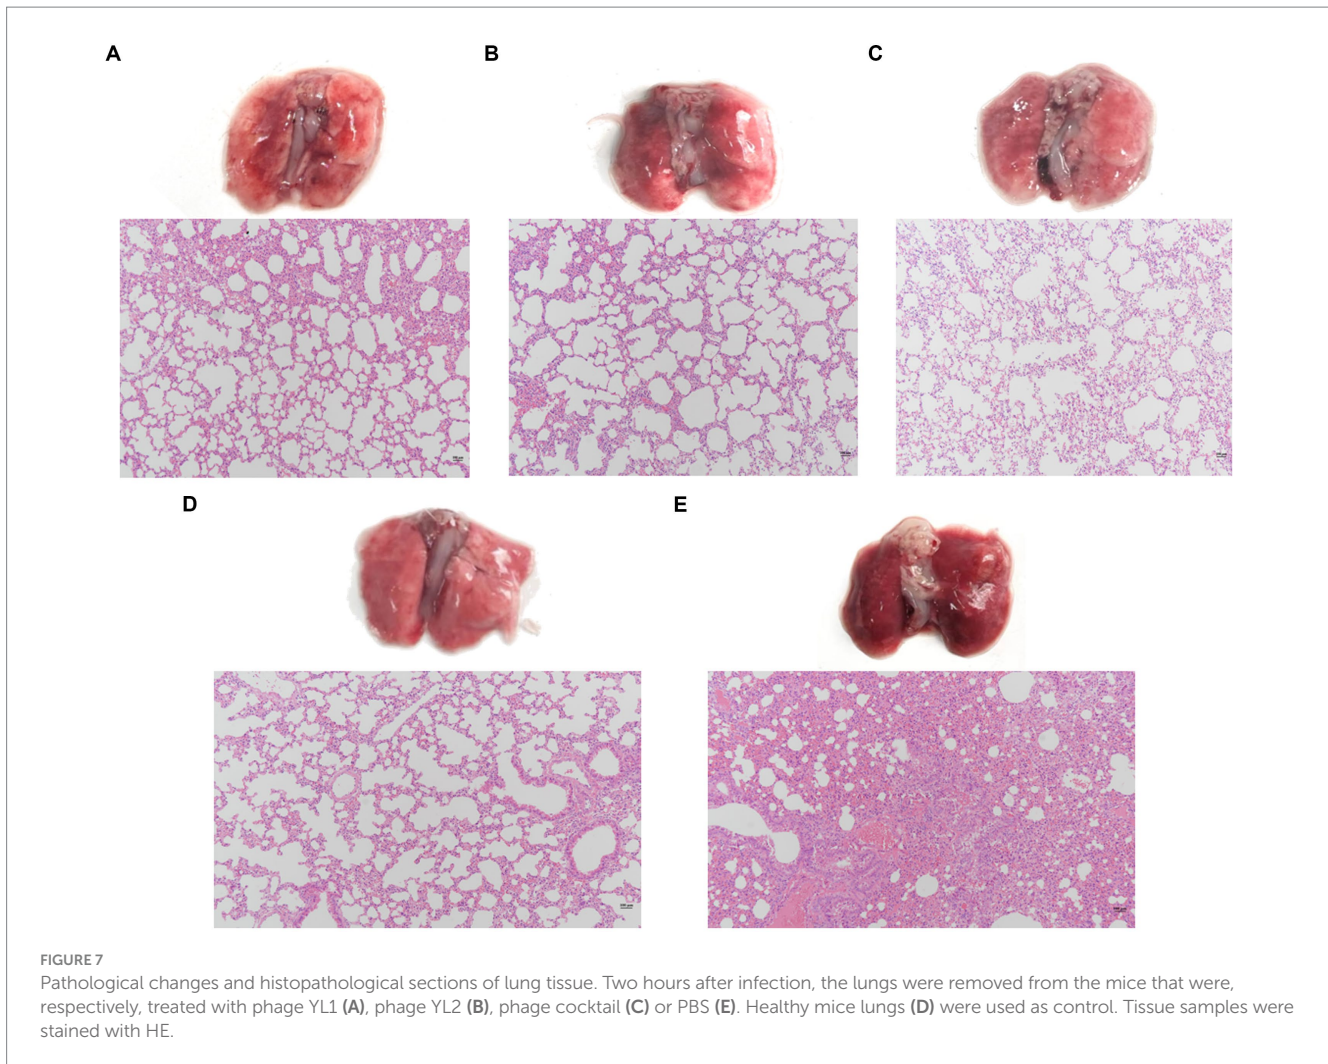 A
B
C
D
E
FIGURE 7
Pathological changes and histopathological sections of lung tissue. Two hours after infection, the lungs were removed from the mice that were,
respectively, treated with phage YL1 (A), phage YL2 (B), phage cocktail (C) or PBS (E). Healthy mice lungs (D) were used as control. Tissue samples were
stained with HE.